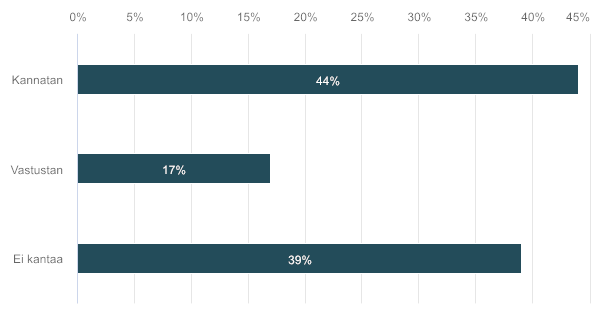 0% 5% 10% 15% 20% 25% 30% 35% 40% 45%
Kannatan 44%
Vastustan 17%
Ei kantaa 39%